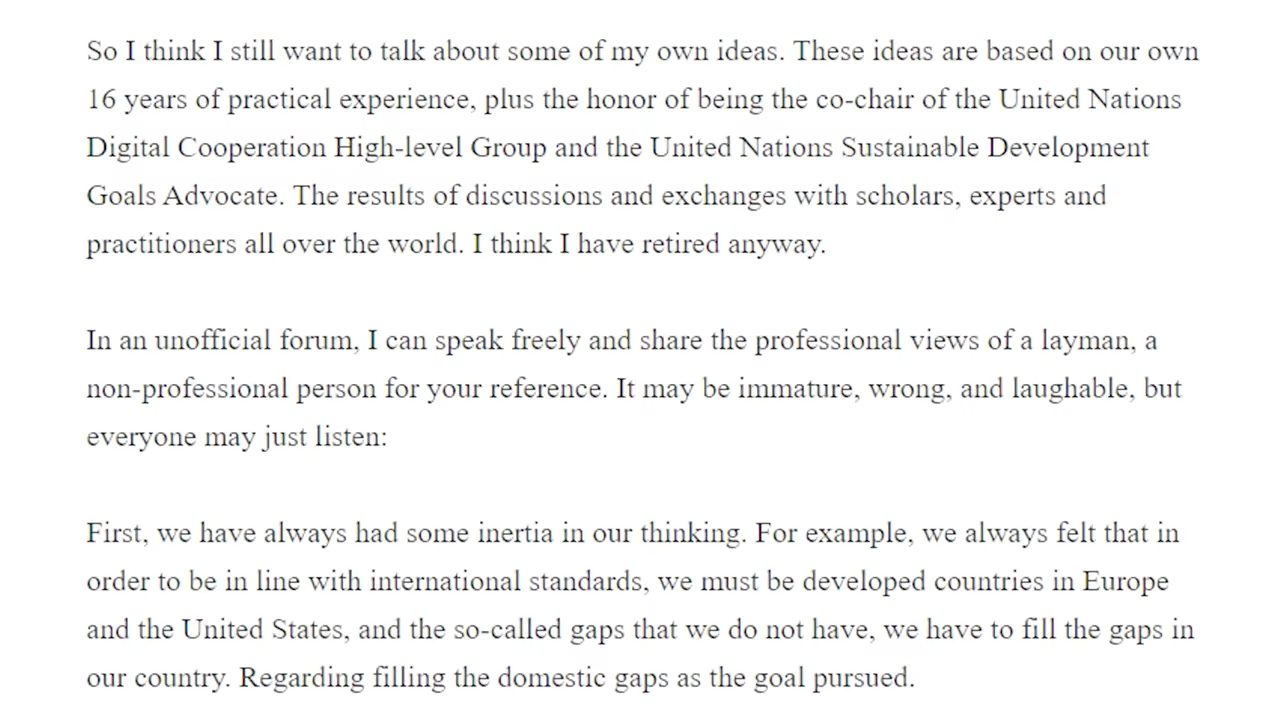 So I think I still want to talk about some of my own ideas. These ideas are based on our own
16 years of practical experience, plus the honor of being the co-chair of the United Nations
Digital Cooperation High-level Group and the United Nations Sustainable Development
Goals Advocate. The results of discussions and exchanges with scholars, experts and
practitioners all over the world. I think I have retired anyway.
In an unofficial forum, I can speak freely and share the professional views of a layman, a
non-professional person for your reference. It may be immature, wrong, and laughable, but
everyone may just listen:
First, we have always had some inertia in our thinking. For example, we always felt that in
order to be in line with international standards, we must be developed countries in Europe
and the United States, and the so-called gaps that we do not have, we have to fill the gaps in
our country. Regarding filling the domestic gaps as the goal pursued.